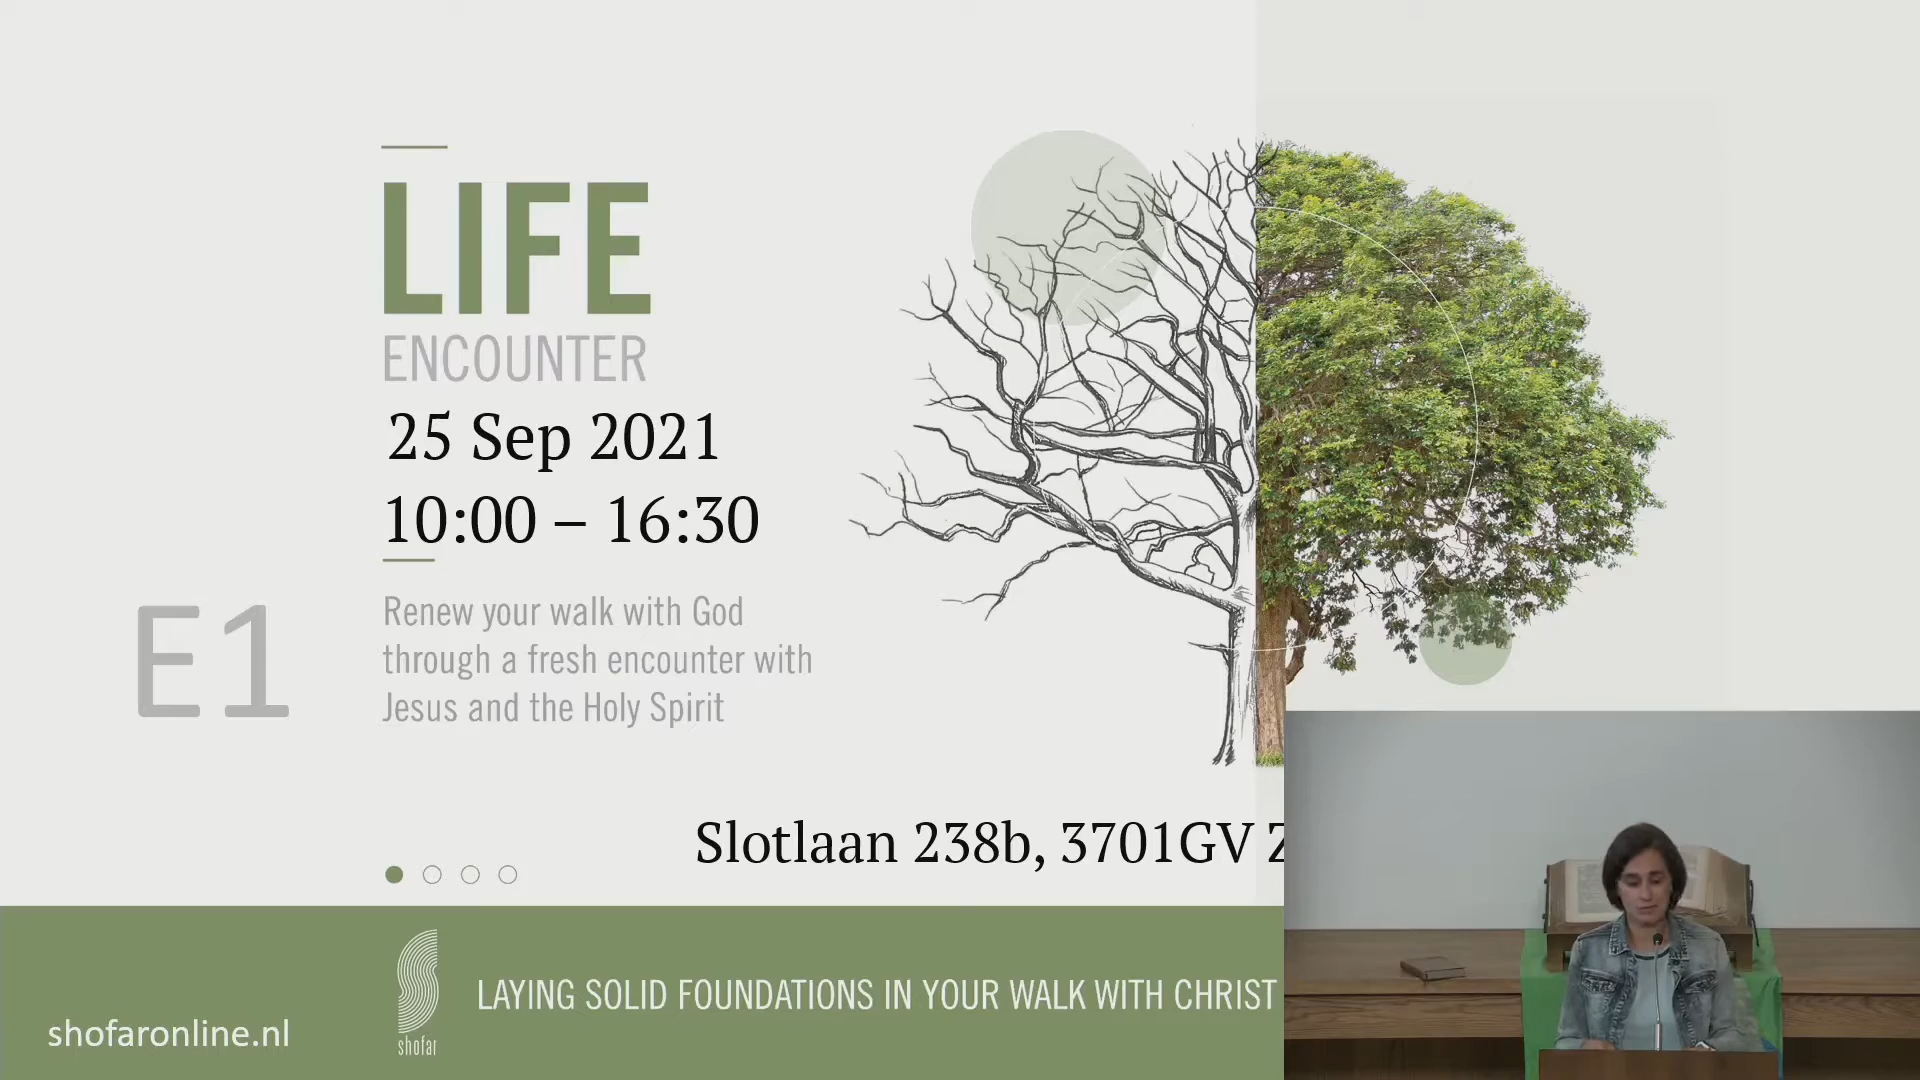 LIFE
ENCOUNTER
25 Sep 2021
10:00 – 16:30
E1
Renew your walk with God
through a fresh encounter with
Jesus and the Holy Spirit
Slotlaan 238b, 3701GV
shofaronline.nl
shofar
LAYING SOLID FOUNDATIONS IN YOUR WALK WITH CHRIST